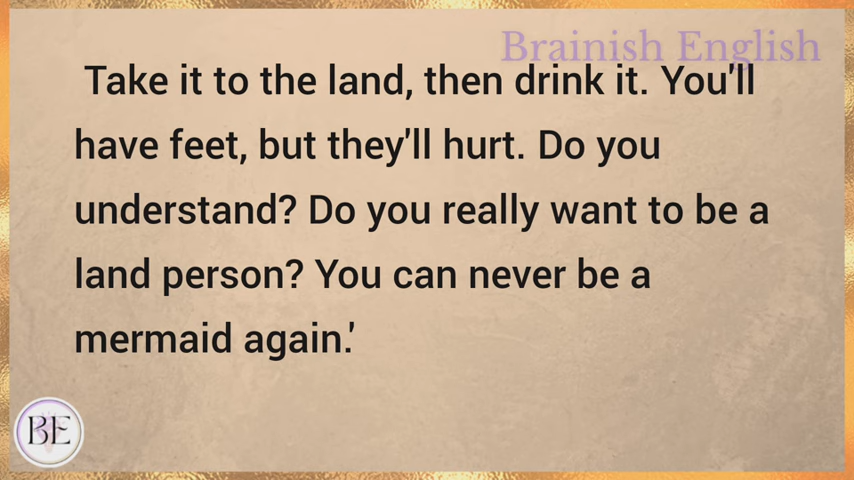 Brainish English
Take it to the land, then drink it. You'll
have feet, but they'll hurt. Do you
understand? Do you really want to be a
land person? You can never be a
mermaid again.'
BE